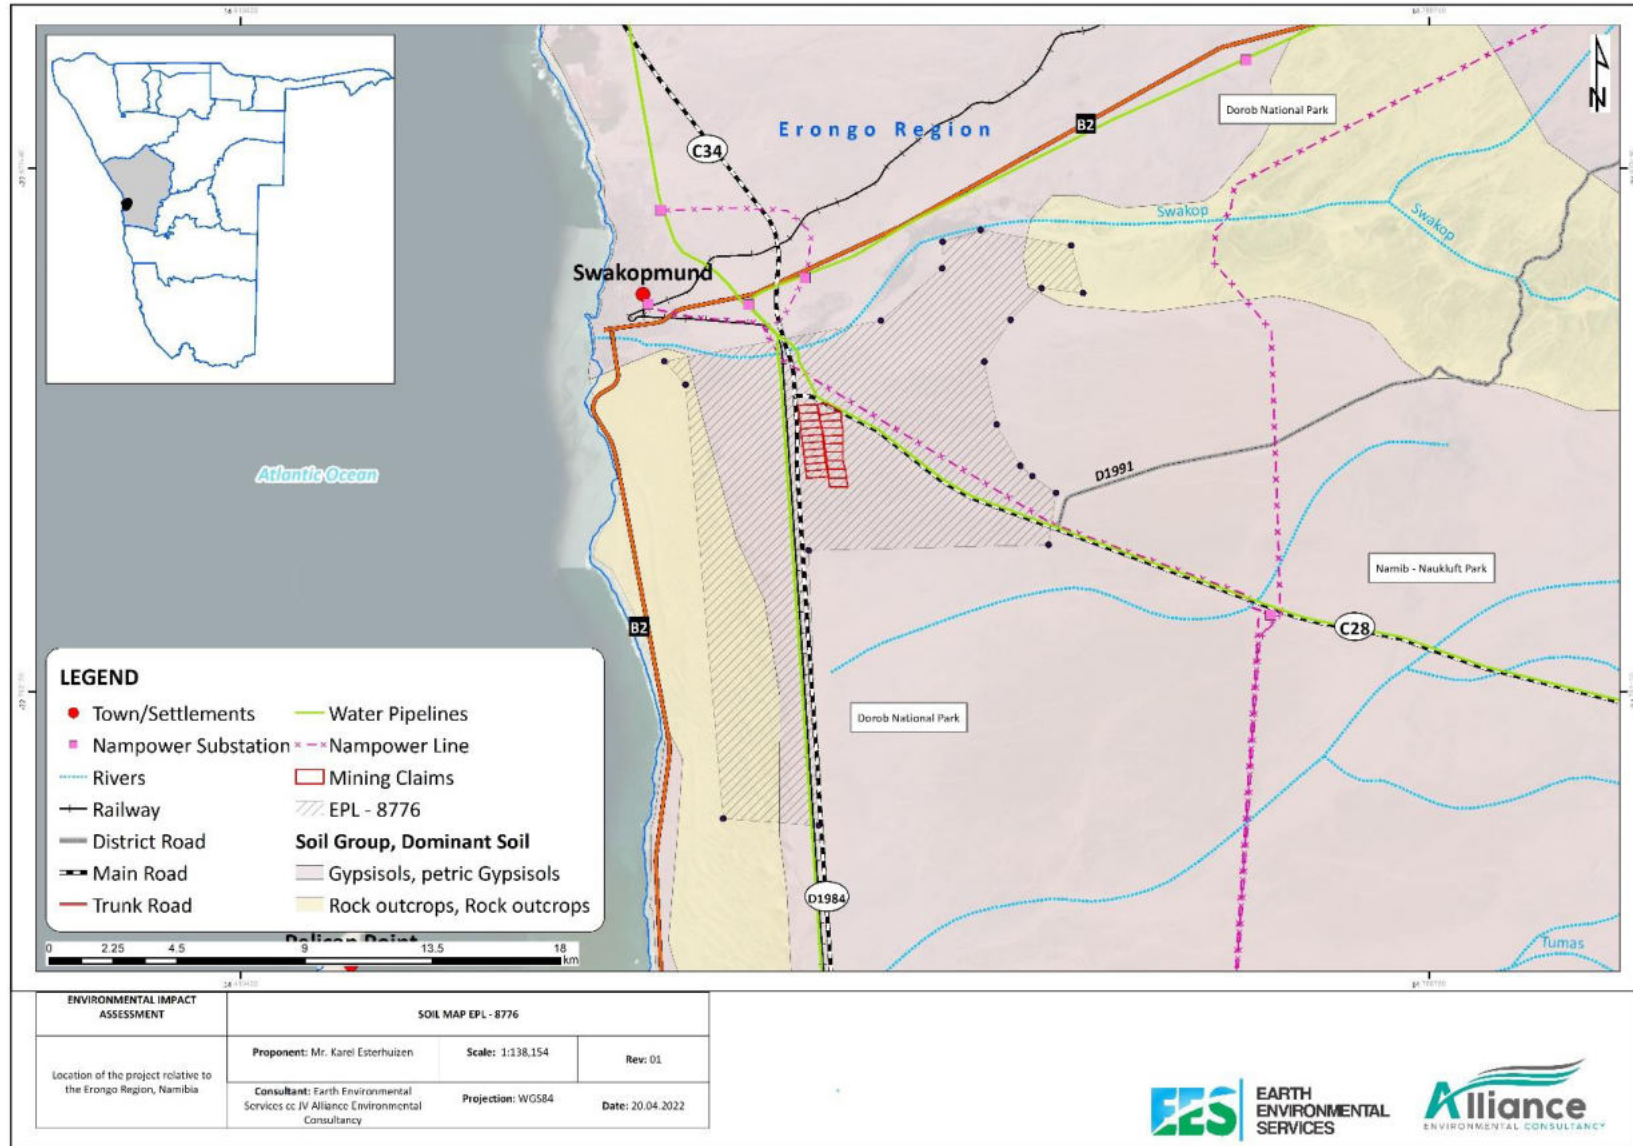 Erongo Region
Dorob National Park
B2
C34
Swakop
Swakop
Swakopmund
Atlantic Ocean
D1991
Namib - Naukluft Park
B2
C28
Dorob National Park
D1984
Tumas
LEGEND
Town/Settlements
Nampower Substation
Rivers
Railway
District Road
Main Road
Trunk Road
Water Pipelines
Nampower Line
Mining Claims
EPL - 8776
Soil Group, Dominant Soil
Gypsisols, petric Gypsisols
Rock outcrops, Rock outcrops
Pelican Point
0 2.25 4.5 9 13.5 18
km
N
ENVIRONMENTAL IMPACT
ASSESSMENT
Location of the project relative to
the Erongo Region, Namibia
SOIL MAP EPL - 8776
Proponent: Mr. Karel Esterhuizen
Scale: 1:138,154
Rev: 01
Consultant: Earth Environmental
Services cc JV Alliance Environmental
Consultancy
Projection: WGS84
Date: 20.04.2022
EES
EARTH
ENVIRONMENTAL
SERVICES
Alliance
ENVIRONMENTAL CONSULTANCY